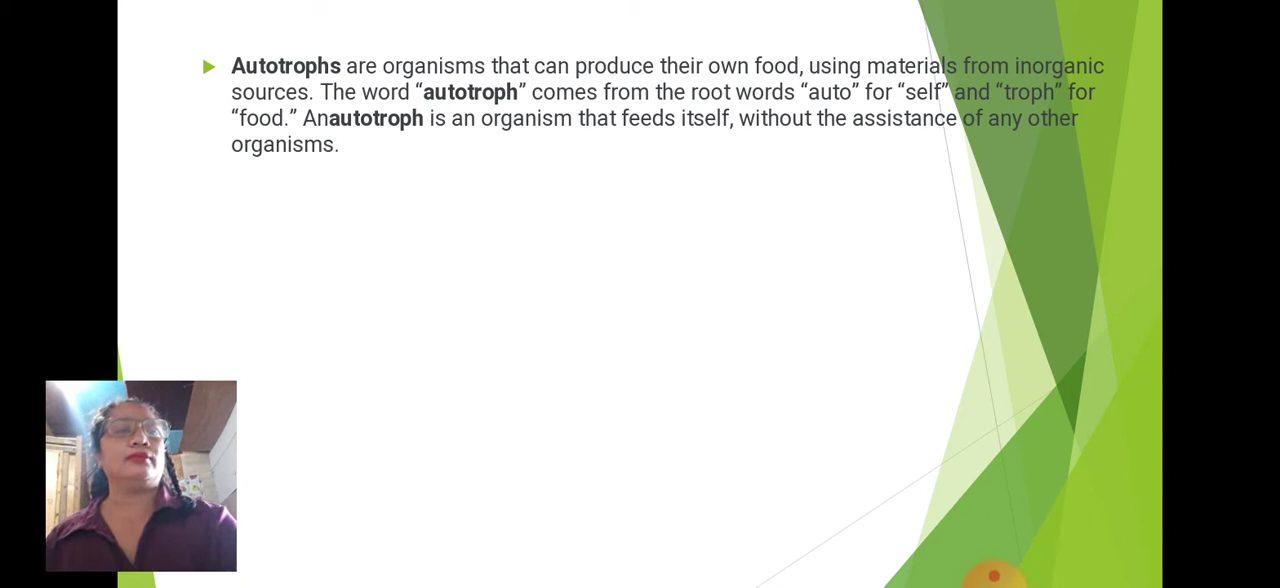 Autotrophs are organisms that can produce their own food, using materials from inorganic
sources. The word “autotroph” comes from the root words “auto” for “self” and “troph” for
“food.” Anautotroph is an organism that feeds itself, without the assistance of any other
organisms.